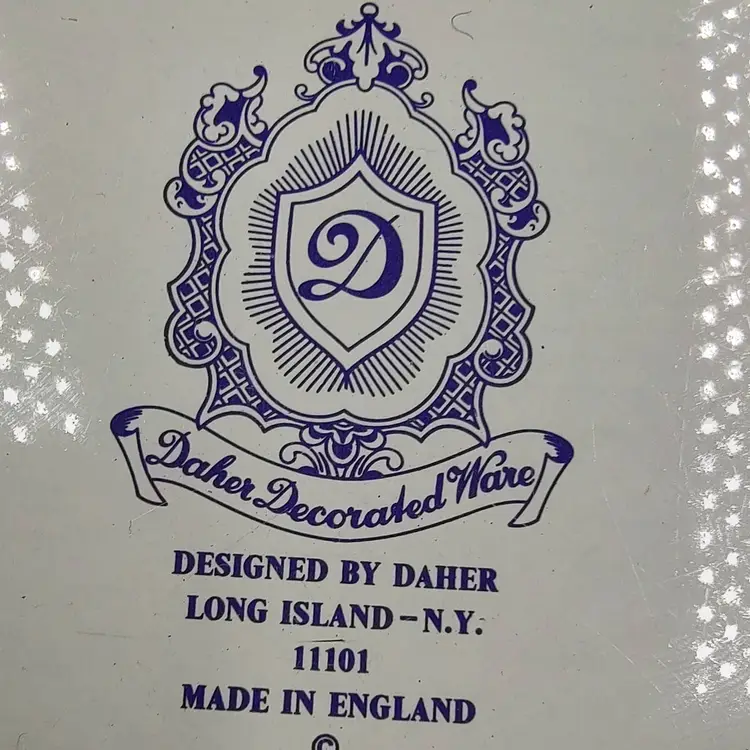 D
Daher Decorated Ware
DESIGNED BY DAHER
LONG ISLAND – N.Y.
11101
MADE IN ENGLAND
©